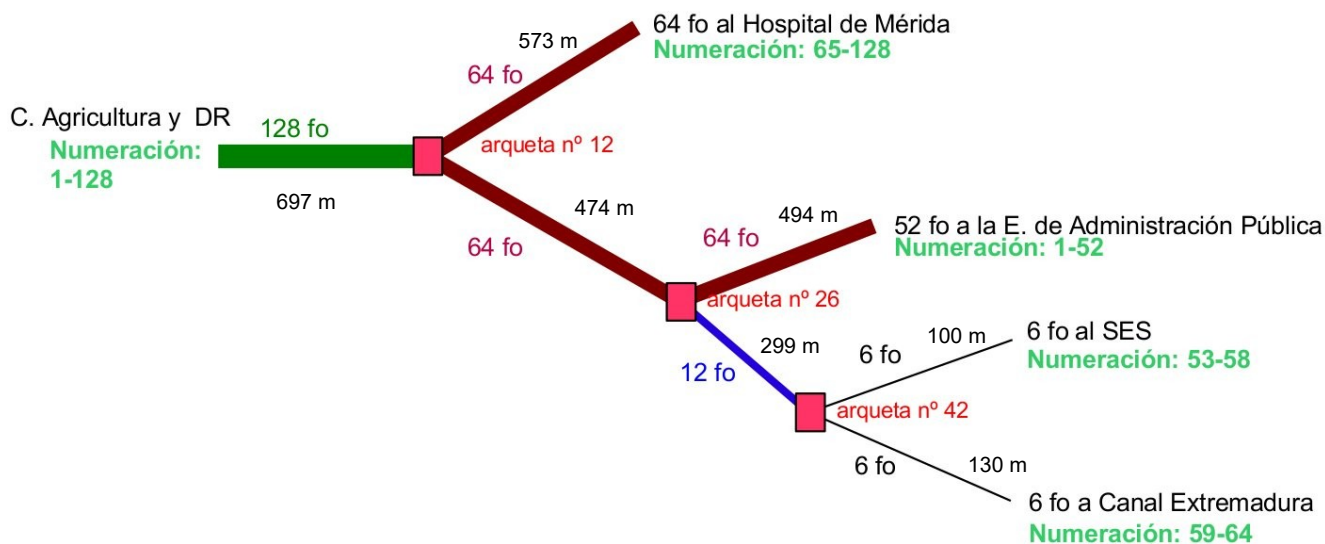 64 fo al Hospital de Mérida
Numeración: 65-128
573 m
64 fo
C. Agricultura y DR
Numeración:
1-128
128 fo
697 m
arqueta nº 12
474 m
64 fo
494 m
64 fo
52 fo a la E. de Administración Pública
Numeración: 1-52
arqueta nº 26
299 m
12 fo
100 m
6 fo
6 fo al SES
Numeración: 53-58
arqueta nº 42
6 fo
130 m
6 fo a Canal Extremadura
Numeración: 59-64